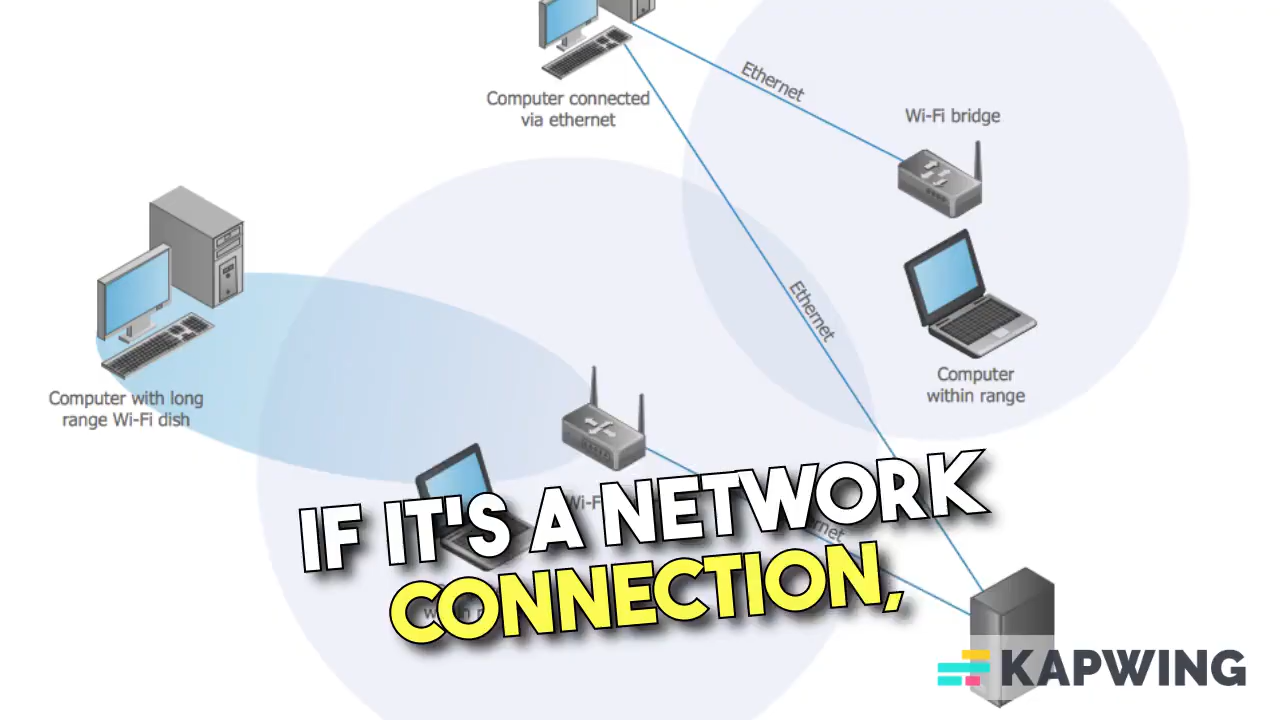 Computer connected
via ethernet
Ethernet
Wi-Fi bridge
Ethernet
Computer
within range
Computer with long
range Wi-Fi dish
IF IT'S A NETWORK
CONNECTION,
KAPWING